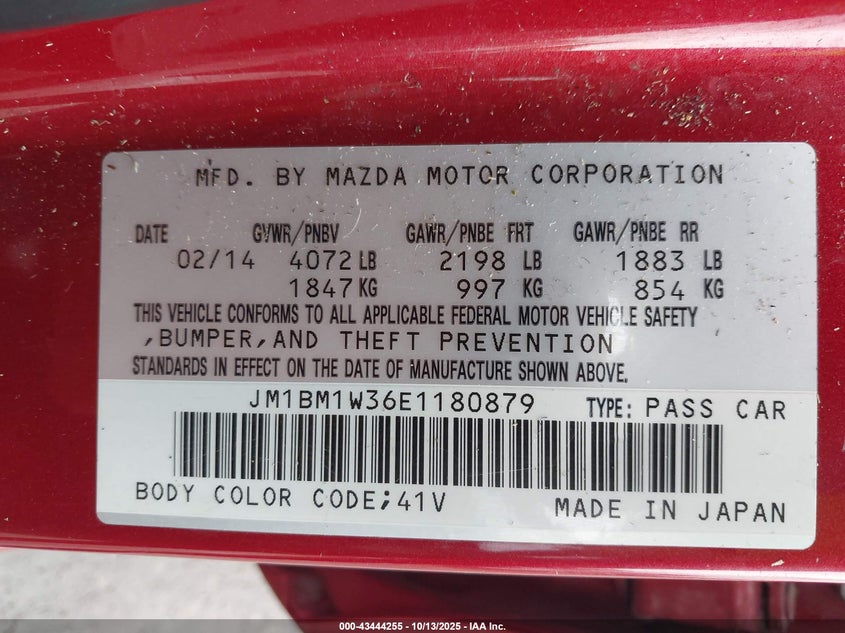 MFD. BY MAZDA MOTOR CORPORATION
DATE GVWR/PNBV GAWR/PNBE FRT GAWR/PNBE RR
02/14 4072 LB 2198 LB 1883 LB
1847 KG 997 KG 854 KG
THIS VEHICLE CONFORMS TO ALL APPLICABLE FEDERAL MOTOR VEHICLE SAFETY
,BUMPER,AND THEFT PREVENTION
STANDARDS IN EFFECT ON THE DATE OF MANUFACTURE SHOWN ABOVE.
JM1BM1W36E1180879 TYPE: PASS CAR
BODY COLOR CODE;41V MADE IN JAPAN
000-43444255 | 10/13/2025 - IAA Inc.